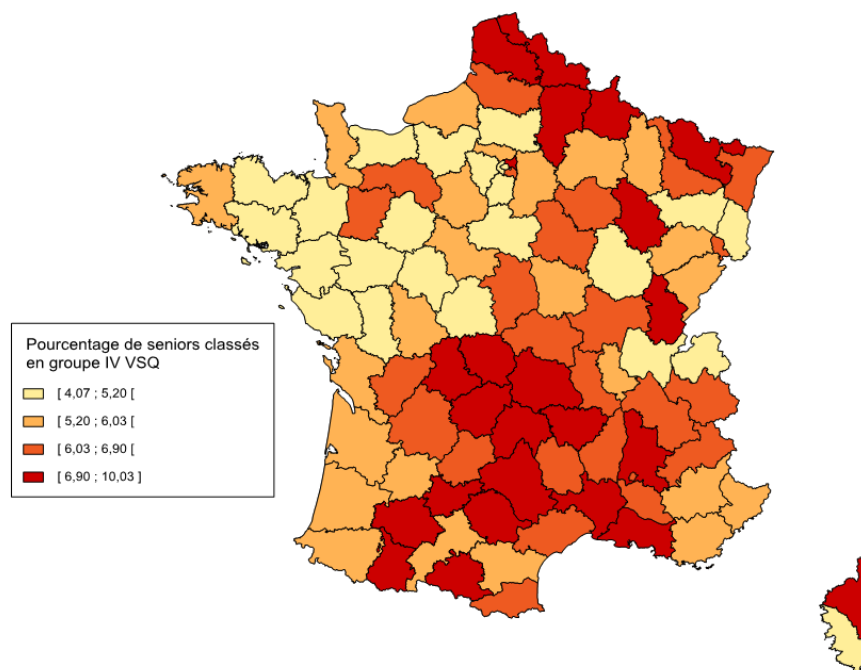 Pourcentage de seniors classés
en groupe IV VSQ
[ 4,07 ; 5,20 [
[ 5,20 ; 6,03 [
[ 6,03 ; 6,90 [
[ 6,90 ; 10,03 ]